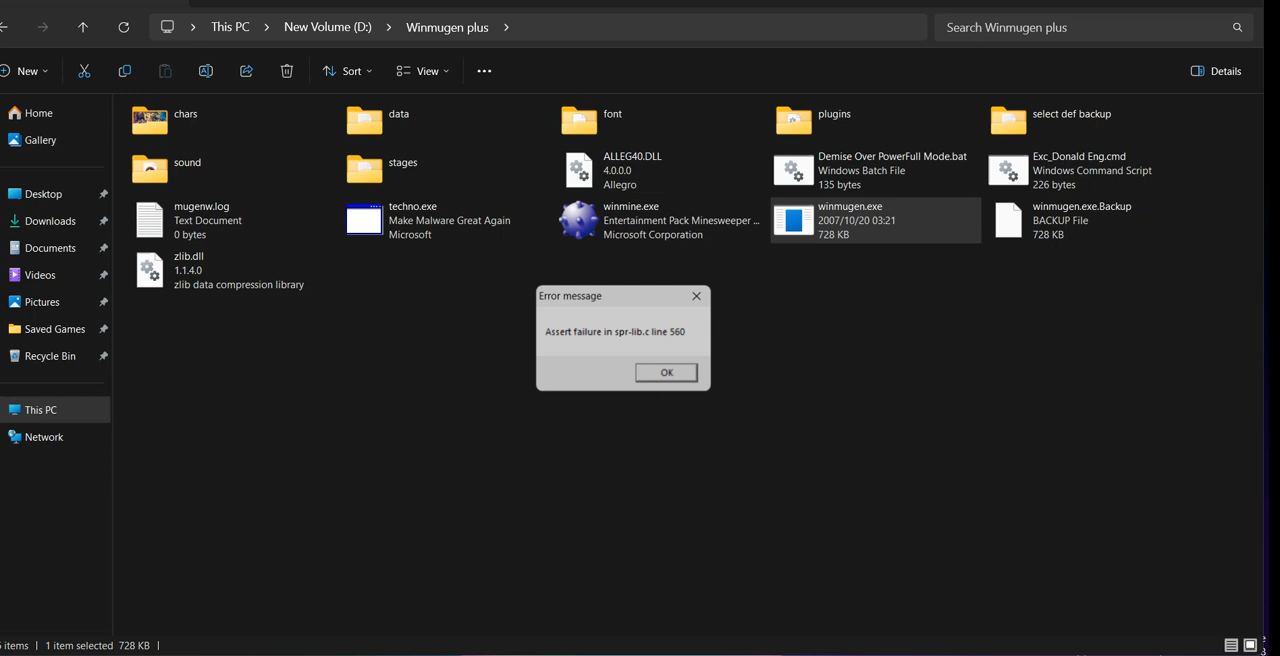 This PC
New Volume (D:)
Winmugen plus
Search Winmugen plus
New
Sort
View
Details
Home
Gallery
Desktop
Downloads
Documents
Videos
Pictures
Saved Games
Recycle Bin
This PC
Network
chars
data
font
plugins
select def backup
sound
stages
ALLEG40.DLL
4.0.0.0
Allegro
Demise Over PowerFull Mode.bat
Windows Batch File
135 bytes
Exc_Donald Eng.cmd
Windows Command Script
226 bytes
mugenw.log
Text Document
0 bytes
techno.exe
Make Malware Great Again
Microsoft
winmine.exe
Entertainment Pack Minesweeper ...
Microsoft Corporation
winmugen.exe
2007/10/20 03:21
728 KB
winmugen.exe.Backup
BACKUP File
728 KB
zlib.dll
1.1.4.0
zlib data compression library
Error message
Assert failure in spr-lib.c line 560
OK
items
1 item selected 728 KB